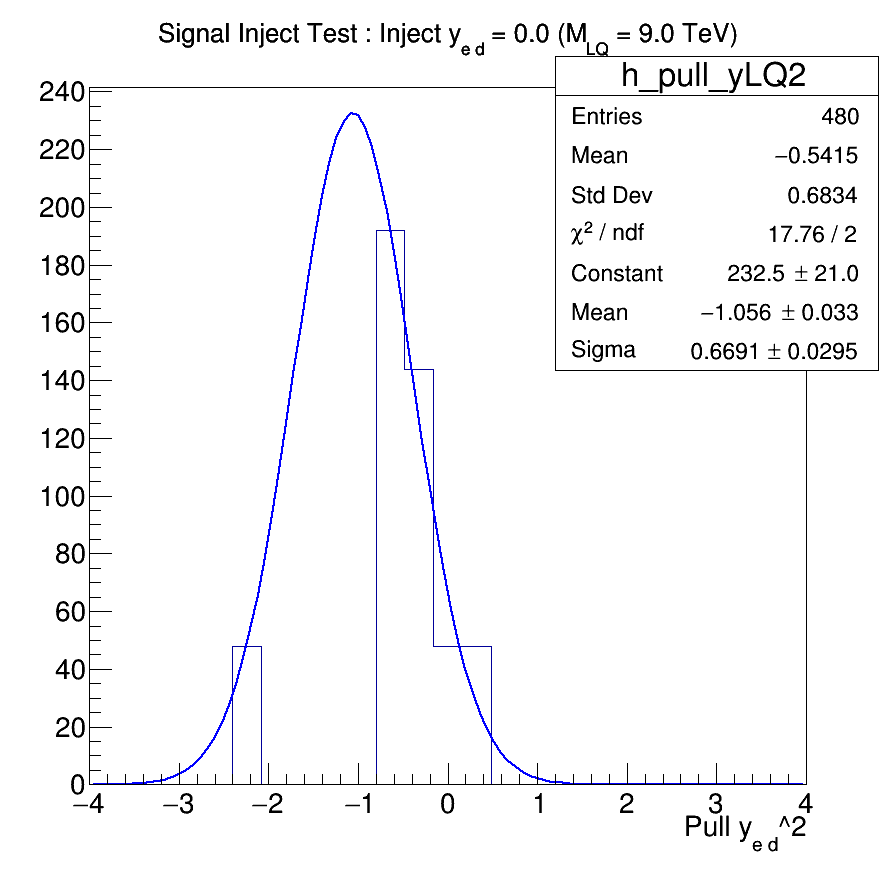 Signal Inject Test : Inject y_{e d} = 0.0 (M_{LQ} = 9.0 TeV)
h_pull_yLQ2
Entries 480
Mean −0.5415
Std Dev 0.6834
χ² / ndf 17.76 / 2
Constant 232.5 ± 21.0
Mean −1.056 ± 0.033
Sigma 0.6691 ± 0.0295
240
220
200
180
160
140
120
100
80
60
40
20
0
−4 −3 −2 −1 0 1 2 3 4
Pull y_{e d}^2